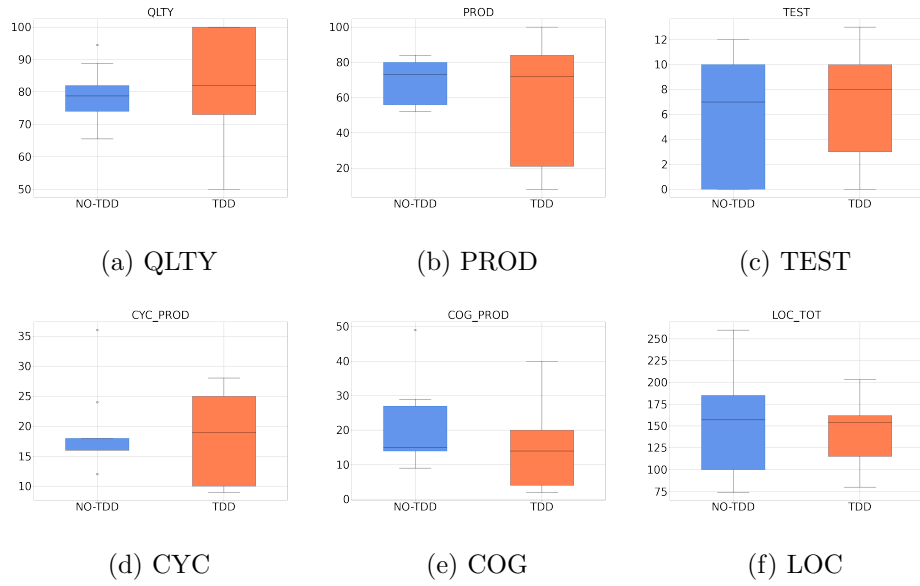 QLTY
100
90
80
70
60
50
NO-TDD TDD
(a) QLTY
PROD
100
80
60
40
20
NO-TDD TDD
(b) PROD
TEST
12
10
8
6
4
2
0
NO-TDD TDD
(c) TEST
CYC_PROD
35
30
25
20
15
10
NO-TDD TDD
(d) CYC
COG_PROD
50
40
30
20
10
0
NO-TDD TDD
(e) COG
LOC_TOT
250
225
200
175
150
125
100
75
NO-TDD TDD
(f) LOC